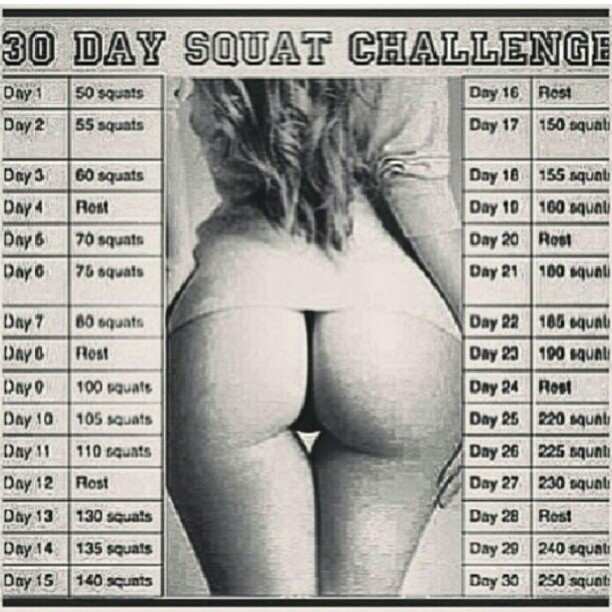 30 DAY SQUAT CHALLENGE
Day 1 50 squats
Day 2 55 squats
Day 3 60 squats
Day 4 Rest
Day 5 70 squats
Day 6 75 squats
Day 7 80 squats
Day 8 Rest
Day 9 100 squats
Day 10 105 squats
Day 11 110 squats
Day 12 Rest
Day 13 130 squats
Day 14 135 squats
Day 15 140 squats
Day 16 Rest
Day 17 150 squat
Day 18 155 squat
Day 19 160 squat
Day 20 Rest
Day 21 180 squat
Day 22 185 squat
Day 23 190 squat
Day 24 Rest
Day 25 220 squat
Day 26 225 squat
Day 27 230 squat
Day 28 Rest
Day 29 240 squat
Day 30 250 squat